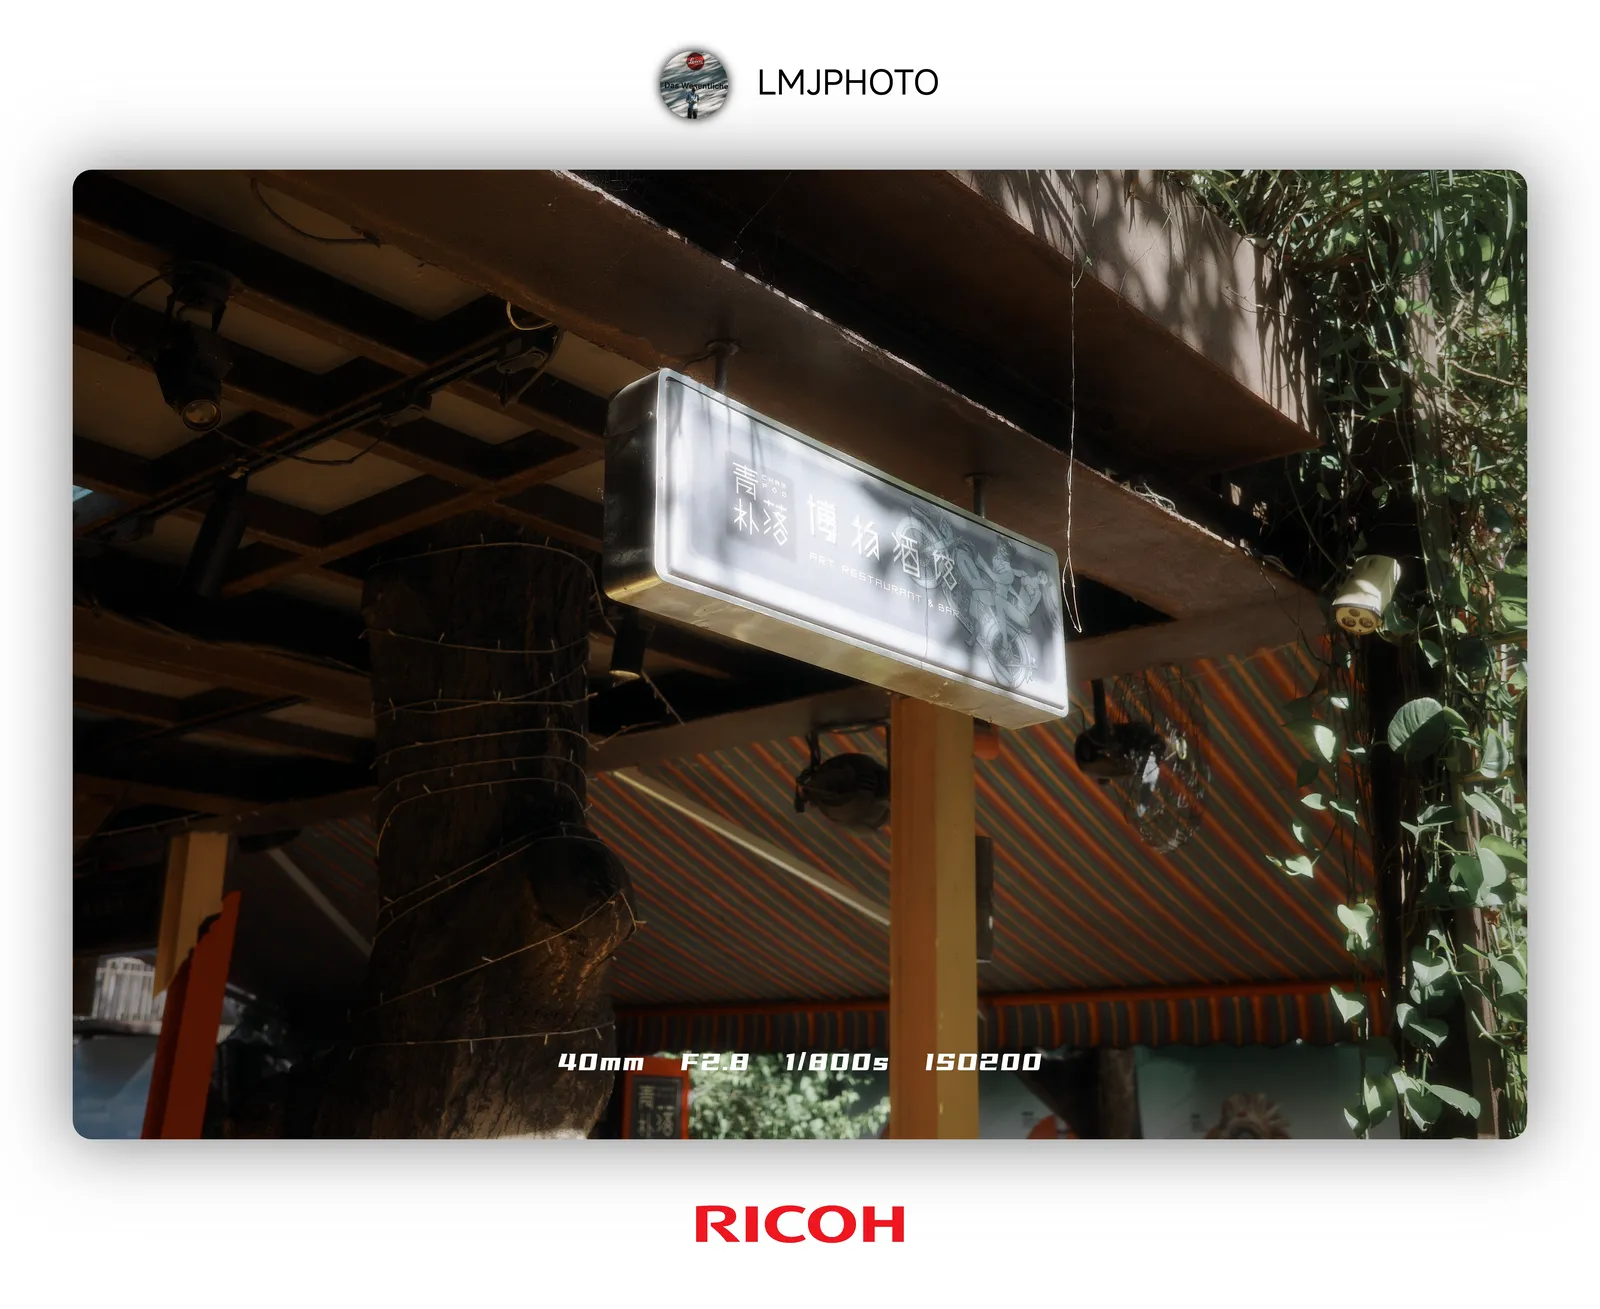 LMJPHOTO
Das Wesentliche
青
朴落
博物酒馆
ART RESTAURANT & BAR
40mm F2.8 1/800s ISO200
青
朴落
RICOH